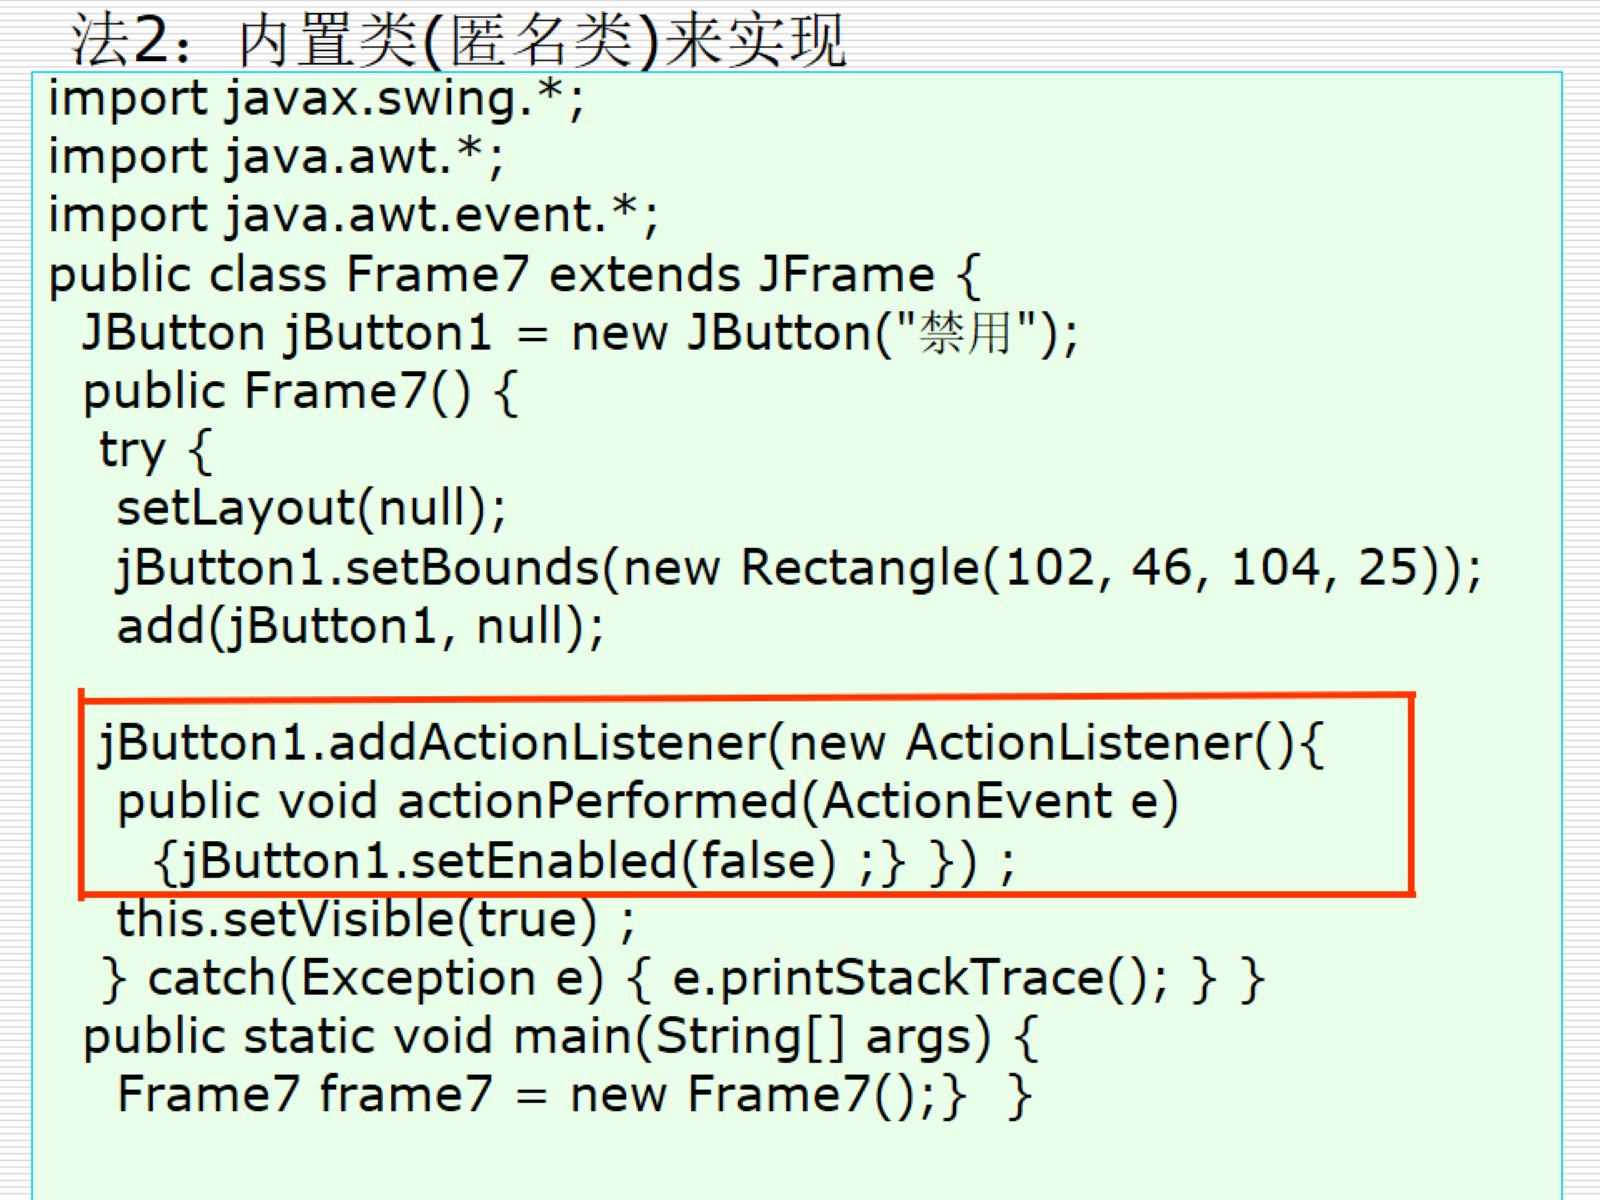 法2：内置类(匿名类)来实现
import javax.swing.*;
import java.awt.*;
import java.awt.event.*;
public class Frame7 extends JFrame {
JButton jButton1 = new JButton("禁用");
public Frame7() {
try {
setLayout(null);
jButton1.setBounds(new Rectangle(102, 46, 104, 25));
add(jButton1, null);
jButton1.addActionListener(new ActionListener(){
public void actionPerformed(ActionEvent e)
{jButton1.setEnabled(false) ;} }) ;
this.setVisible(true) ;
} catch(Exception e) { e.printStackTrace(); } }
public static void main(String[] args) {
Frame7 frame7 = new Frame7();} }